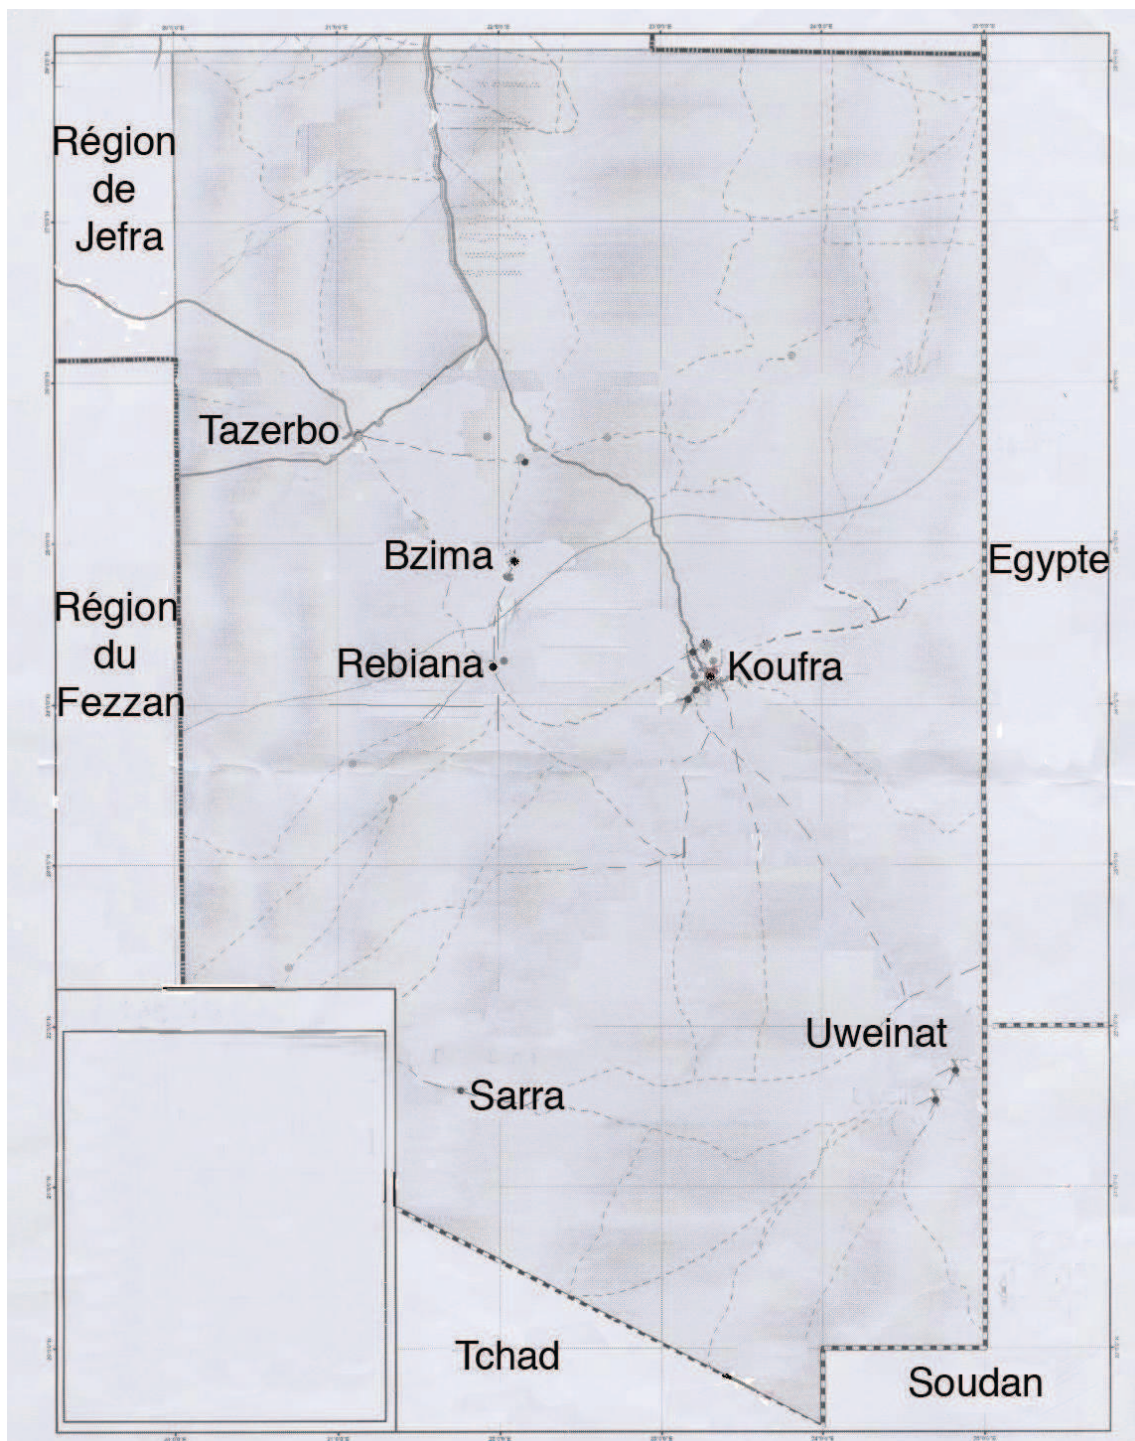 Région
de
Jefra
Tazerbo
Bzima
Egypte
Région
du
Fezzan
Rebiana
Koufra
Uweinat
Sarra
Tchad
Soudan